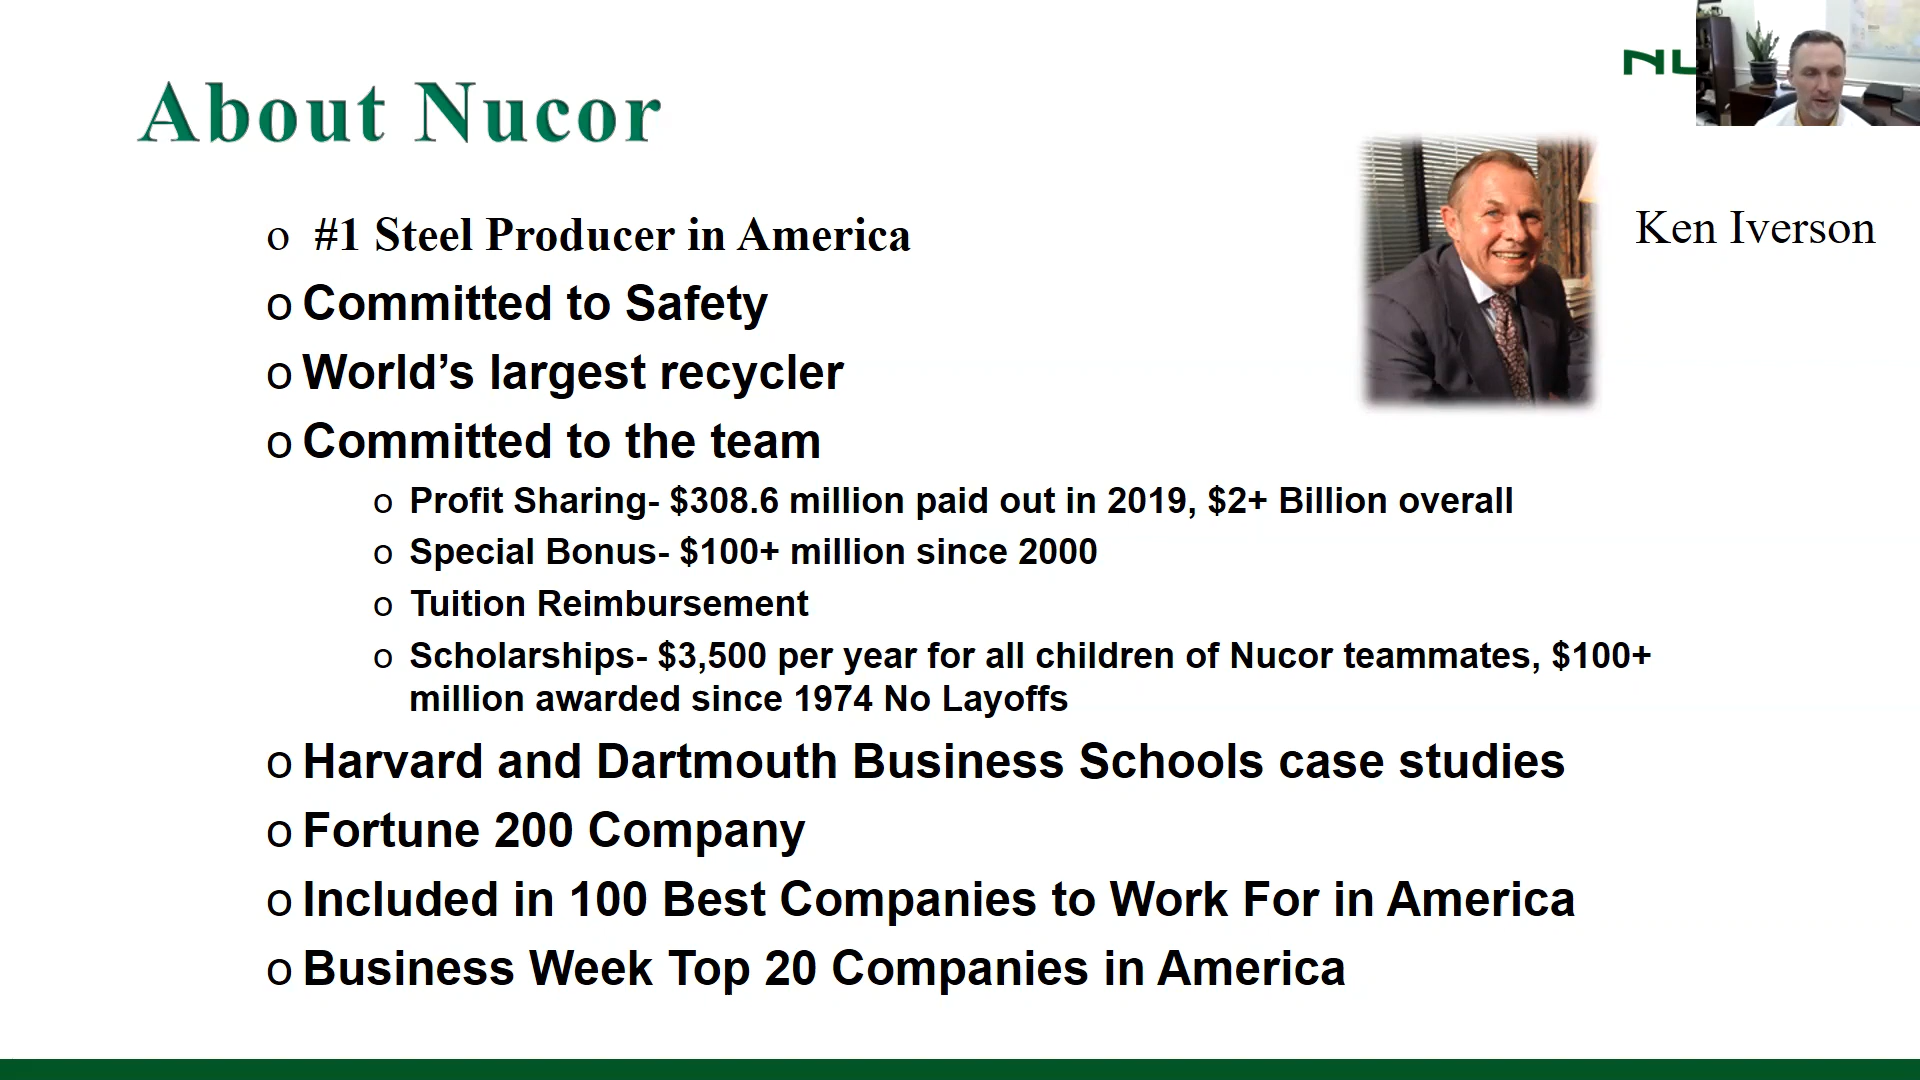 About Nucor
Ken Iverson
o #1 Steel Producer in America
o Committed to Safety
o World’s largest recycler
o Committed to the team
o Profit Sharing- $308.6 million paid out in 2019, $2+ Billion overall
o Special Bonus- $100+ million since 2000
o Tuition Reimbursement
o Scholarships- $3,500 per year for all children of Nucor teammates, $100+
million awarded since 1974 No Layoffs
o Harvard and Dartmouth Business Schools case studies
o Fortune 200 Company
o Included in 100 Best Companies to Work For in America
o Business Week Top 20 Companies in America